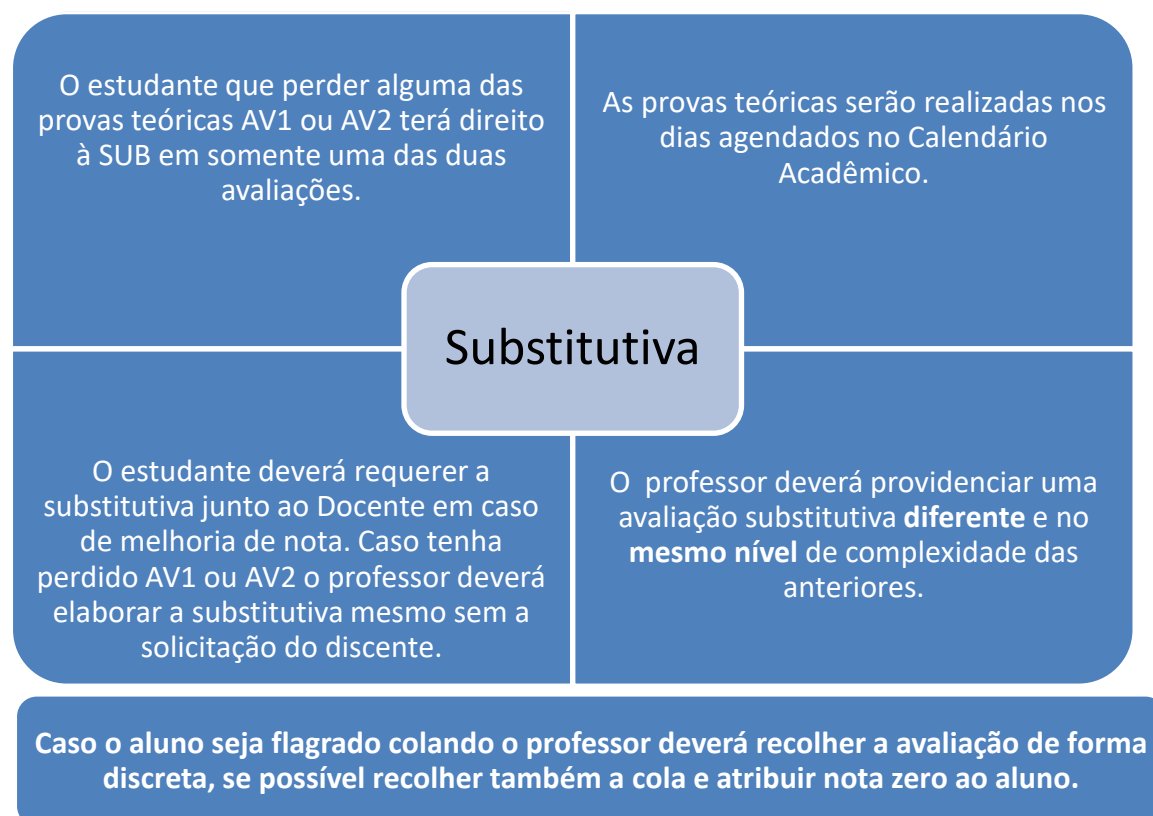 O estudante que perder alguma das
provas teóricas AV1 ou AV2 terá direito
à SUB em somente uma das duas
avaliações.
As provas teóricas serão realizadas nos
dias agendados no Calendário
Acadêmico.
Substitutiva
O estudante deverá requerer a
substitutiva junto ao Docente em caso
de melhoria de nota. Caso tenha
perdido AV1 ou AV2 o professor deverá
elaborar a substitutiva mesmo sem a
solicitação do discente.
O professor deverá providenciar uma
avaliação substitutiva diferente e no
mesmo nível de complexidade das
anteriores.
Caso o aluno seja flagrado colando o professor deverá recolher a avaliação de forma
discreta, se possível recolher também a cola e atribuir nota zero ao aluno.